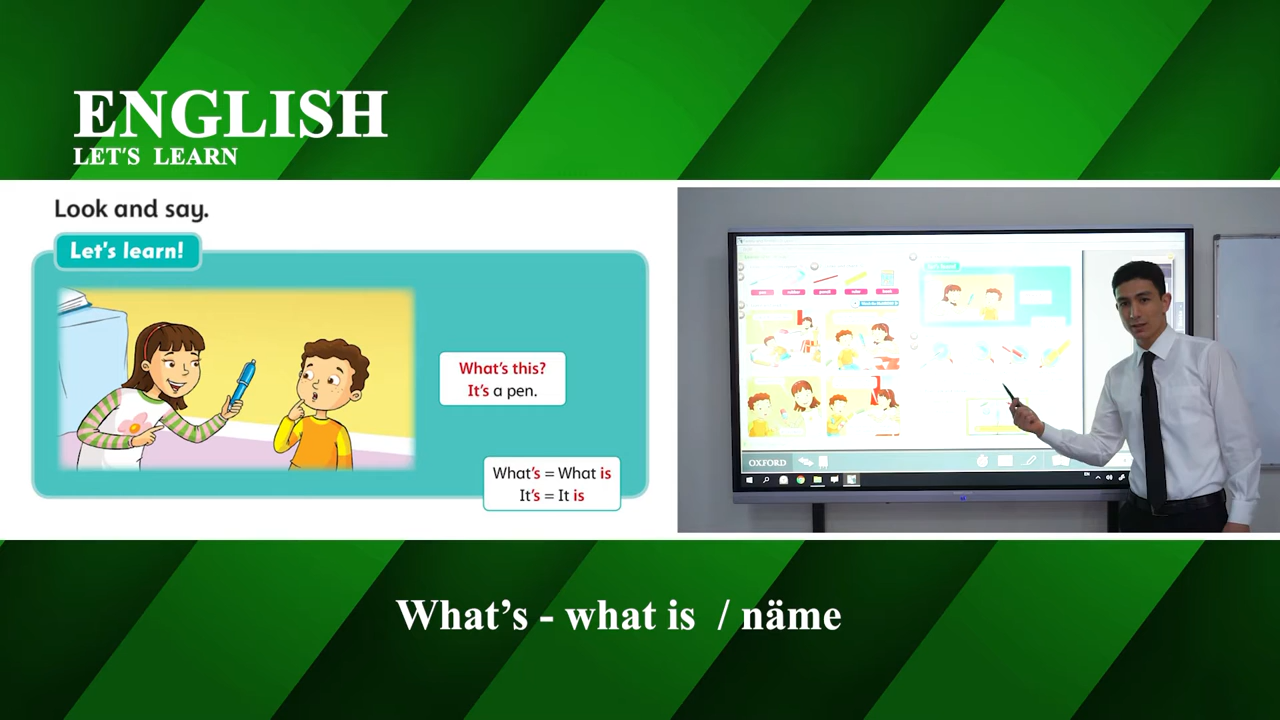 ENGLISH
LET'S LEARN
Look and say.
Let's learn!
What's this?
It's a pen.
What's = What is
It's = It is
OXFORD
EN
What's - what is / näme